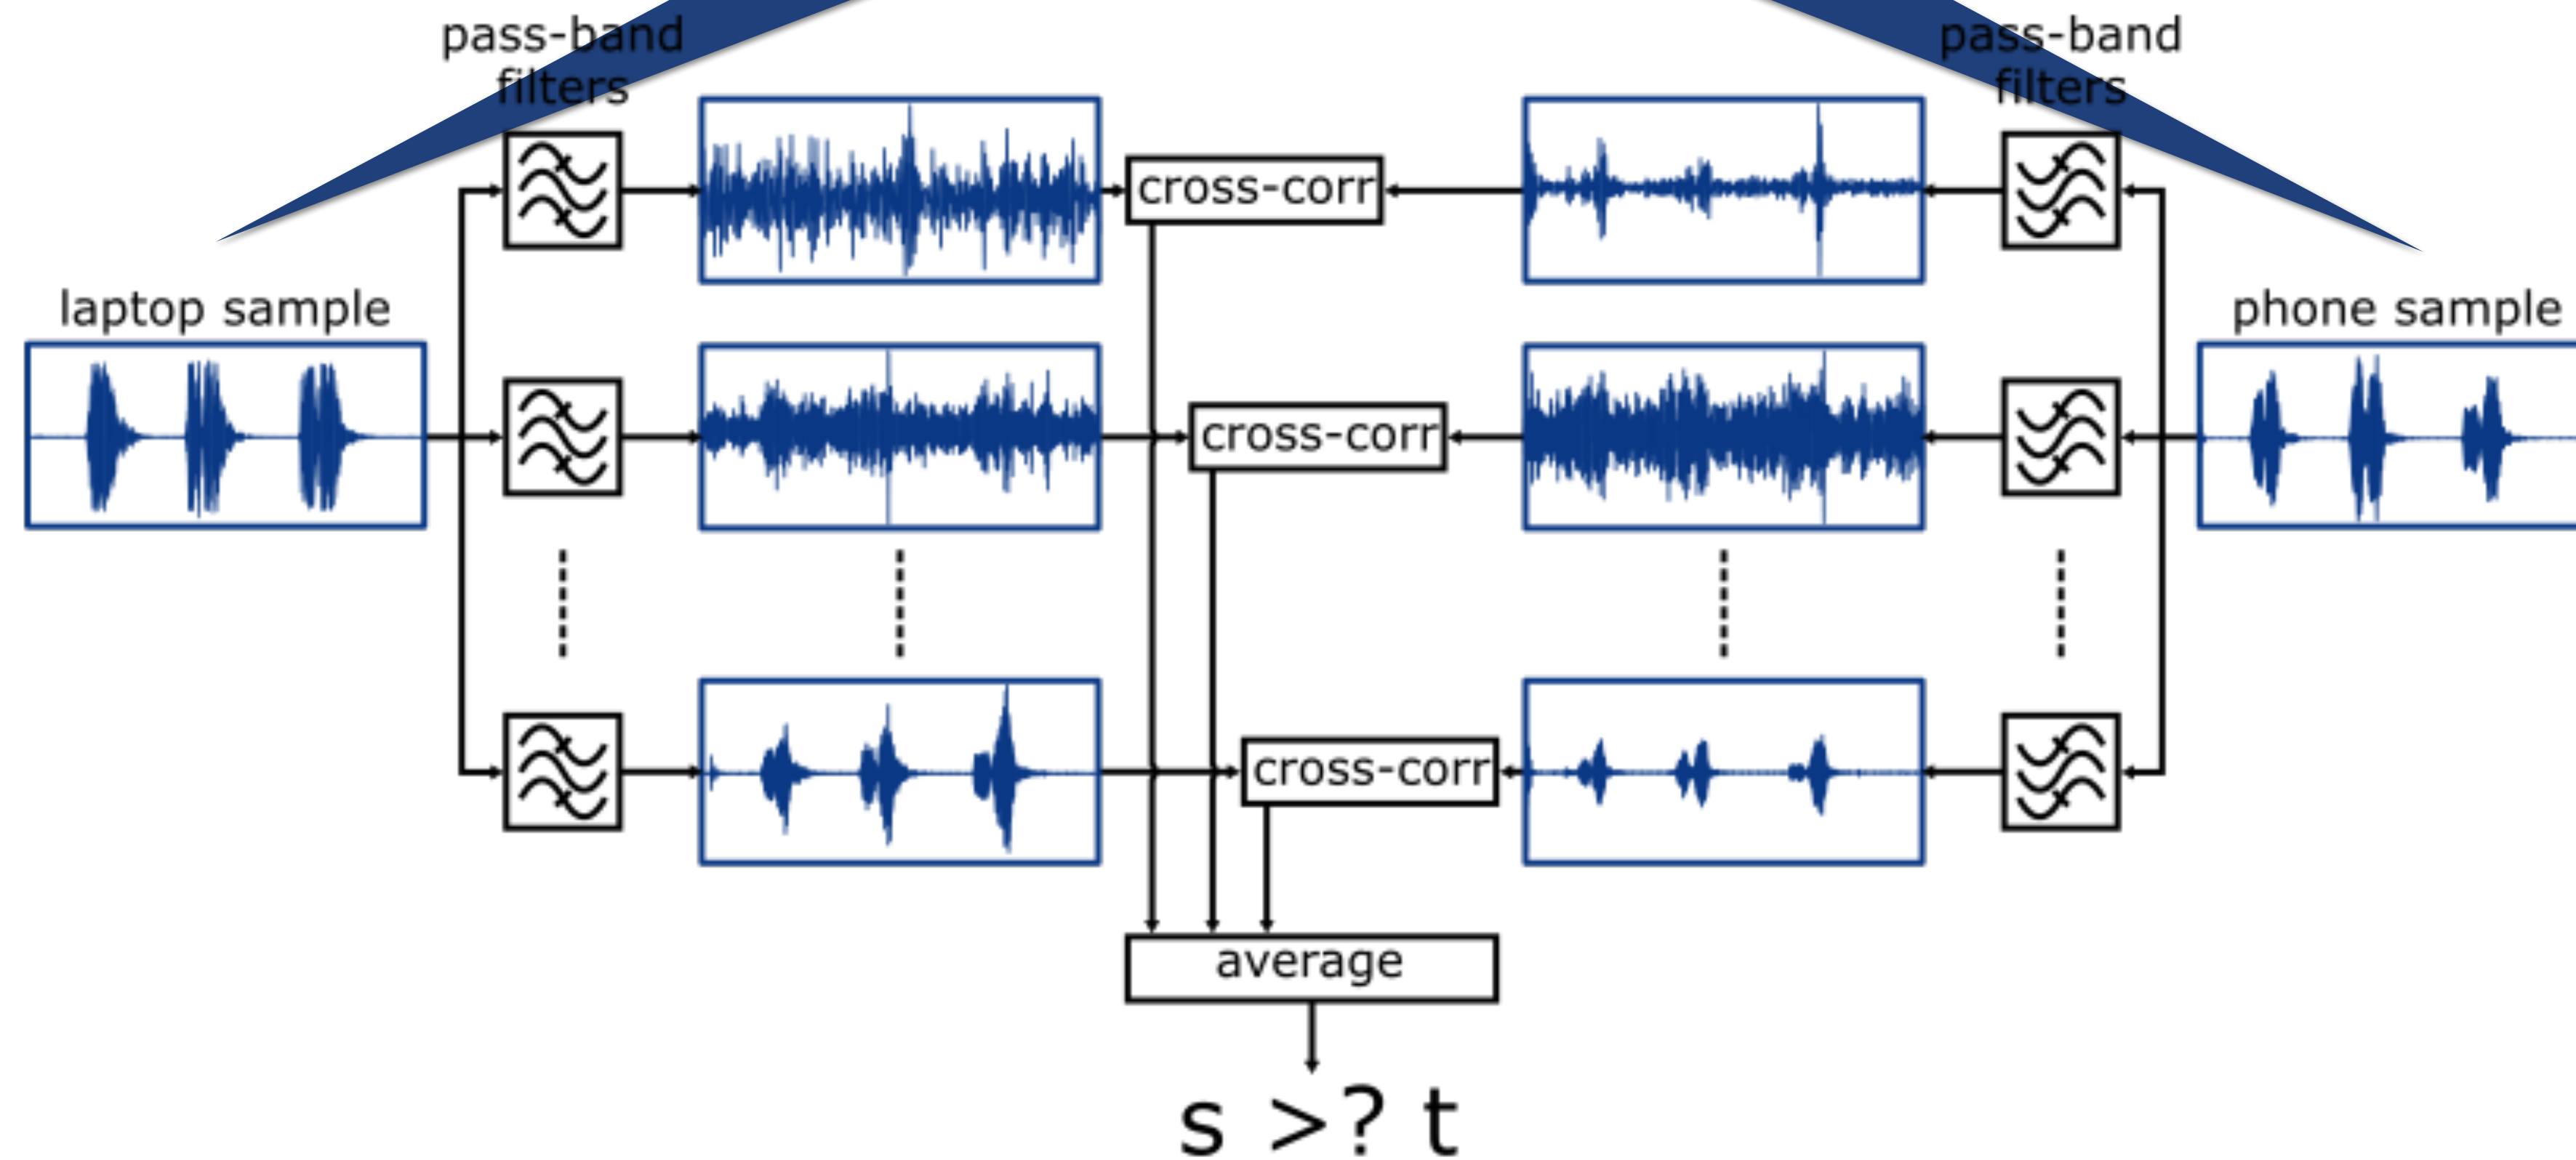 pass-band
filters
pass-band
filters
cross-corr
laptop sample
phone sample
cross-corr
cross-corr
average
s >? t